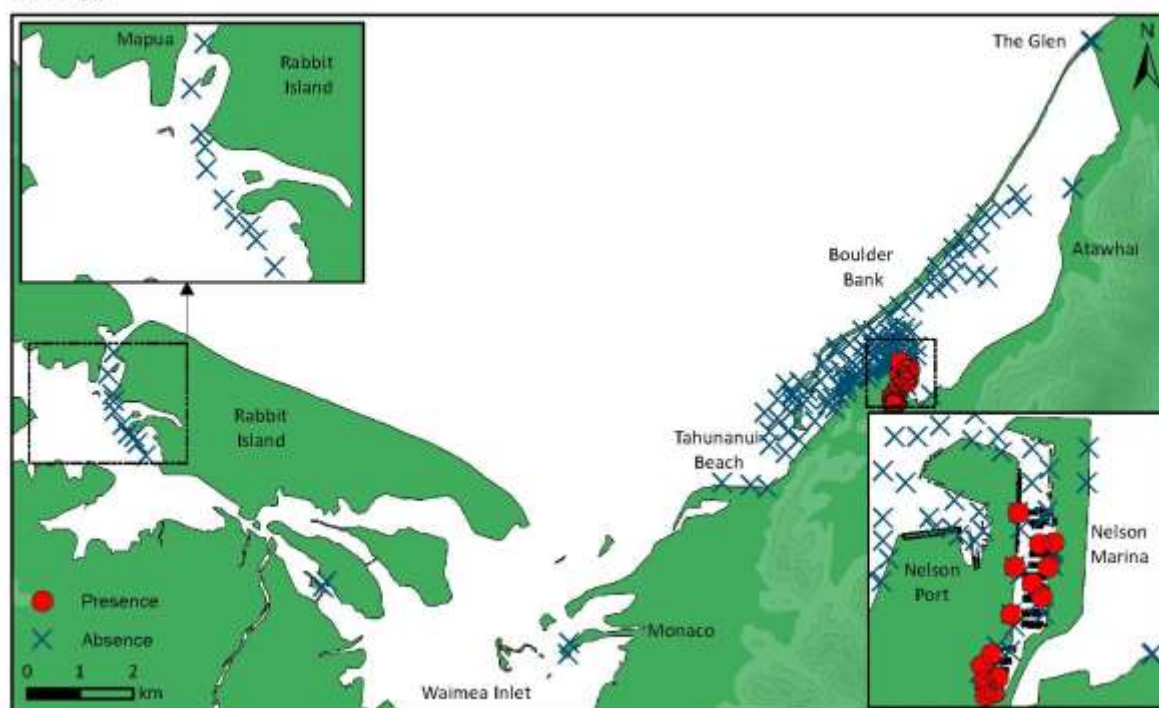 Mapua
Rabbit
Island
The Glen
N
Boulder
Bank
Atawhai
Rabbit
Island
Tahunanui
Beach
Nelson
Marina
Nelson
Port
Presence
Absence
Monaco
0 1 2
km
Waimea Inlet